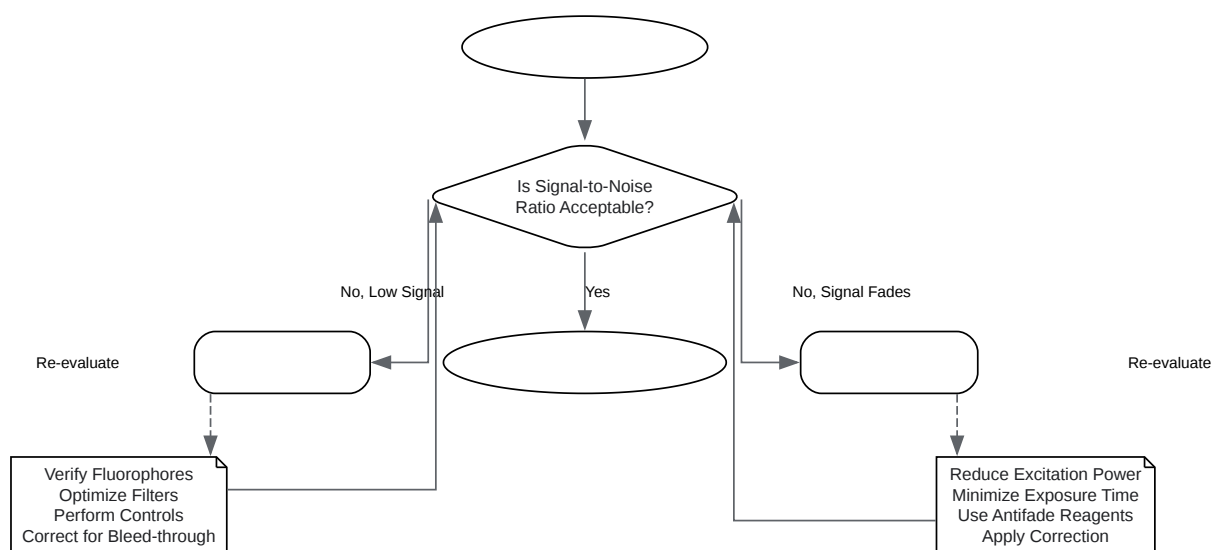 Is Signal-to-Noise
Ratio Acceptable?
No, Low Signal
Yes
No, Signal Fades
Re-evaluate
Re-evaluate
Verify Fluorophores
Optimize Filters
Perform Controls
Correct for Bleed-through
Reduce Excitation Power
Minimize Exposure Time
Use Antifade Reagents
Apply Correction